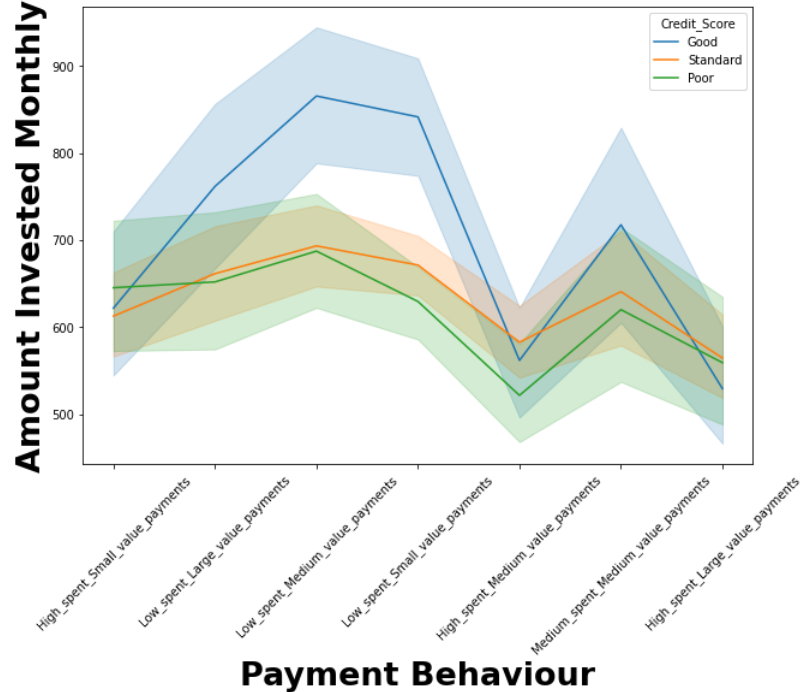 Credit_Score
Good
Standard
Poor
Amount Invested Monthly
900
800
700
600
500
High_spent_Small_value_payments
Low_spent_Large_value_payments
Low_spent_Medium_value_payments
Low_spent_Small_value_payments
High_spent_Medium_value_payments
Medium_spent_Medium_value_payments
High_spent_Large_value_payments
Payment Behaviour